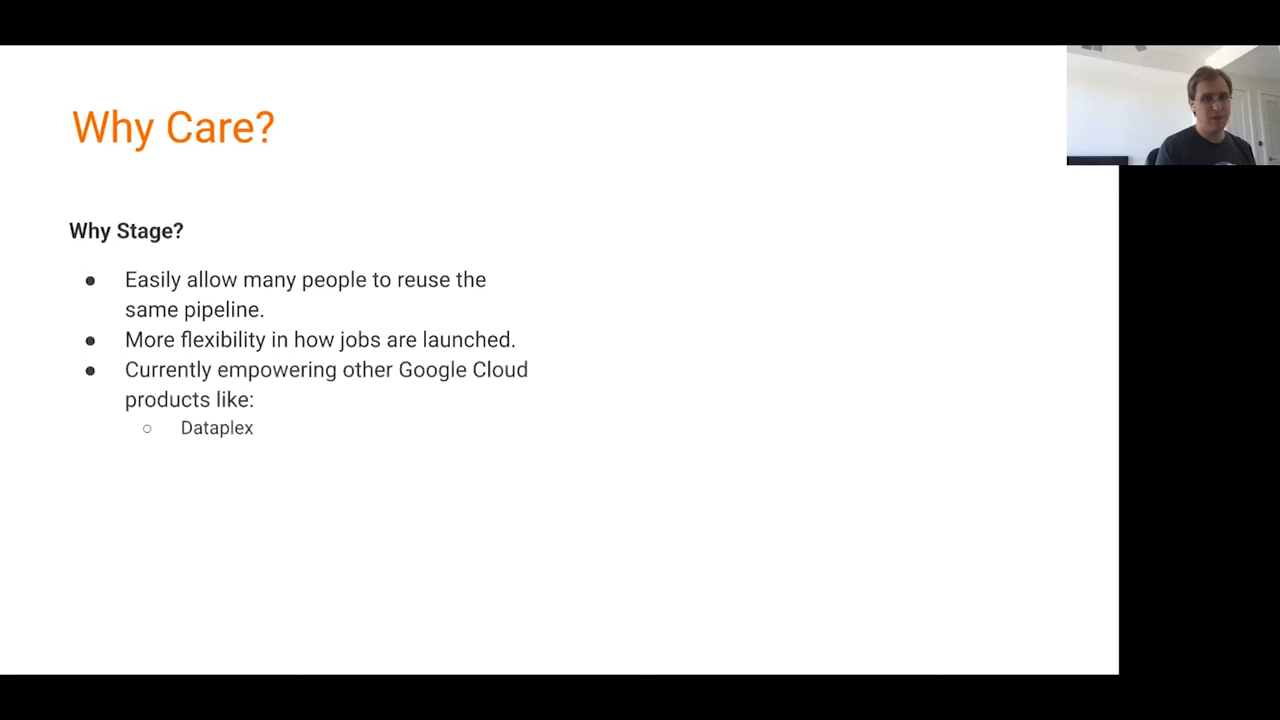 Why Care?
Why Stage?
● Easily allow many people to reuse the
same pipeline.
● More flexibility in how jobs are launched.
● Currently empowering other Google Cloud
products like:
○ Dataplex